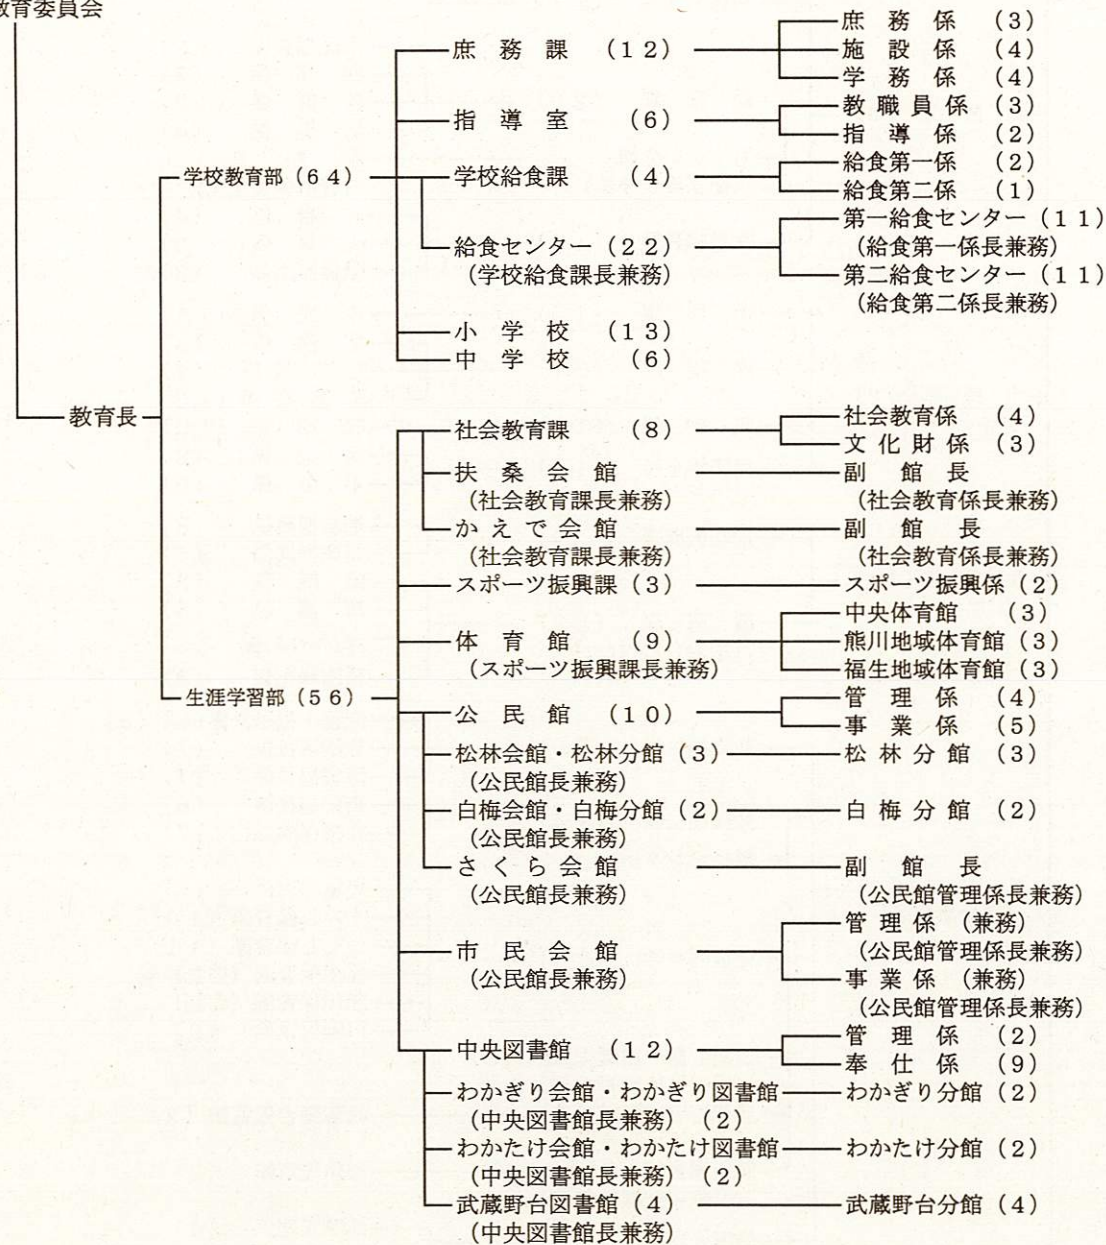 教育委員会
教育長
学校教育部（６４）
庶務課（１２）
庶務係（３）
施設係（４）
学務係（４）
指導室（６）
教職員係（３）
指導係（２）
学校給食課（４）
給食第一係（２）
給食第二係（１）
給食センター（２２）
（学校給食課長兼務）
第一給食センター（１１）
（給食第一係長兼務）
第二給食センター（１１）
（給食第二係長兼務）
小学校（１３）
中学校（６）
生涯学習部（５６）
社会教育課（８）
社会教育係（４）
文化財係（３）
扶桑会館
（社会教育課長兼務）
副館長
（社会教育係長兼務）
かえで会館
（社会教育課長兼務）
副館長
（社会教育係長兼務）
スポーツ振興課（３）
スポーツ振興係（２）
体育館（９）
（スポーツ振興課長兼務）
中央体育館（３）
熊川地域体育館（３）
福生地域体育館（３）
公民館（１０）
管理係（４）
事業係（５）
松林会館・松林分館（３）
（公民館長兼務）
松林分館（３）
白梅会館・白梅分館（２）
（公民館長兼務）
白梅分館（２）
さくら会館
（公民館長兼務）
副館長
（公民館管理係長兼務）
市民会館
（公民館長兼務）
管理係（兼務）
（公民館管理係長兼務）
事業係（兼務）
（公民館管理係長兼務）
中央図書館（１２）
管理係（２）
奉仕係（９）
わかぎり会館・わかぎり図書館
（中央図書館長兼務）（２）
わかぎり分館（２）
わかたけ会館・わかたけ図書館
（中央図書館長兼務）（２）
わかたけ分館（２）
武蔵野台図書館（４）
（中央図書館長兼務）
武蔵野台分館（４）